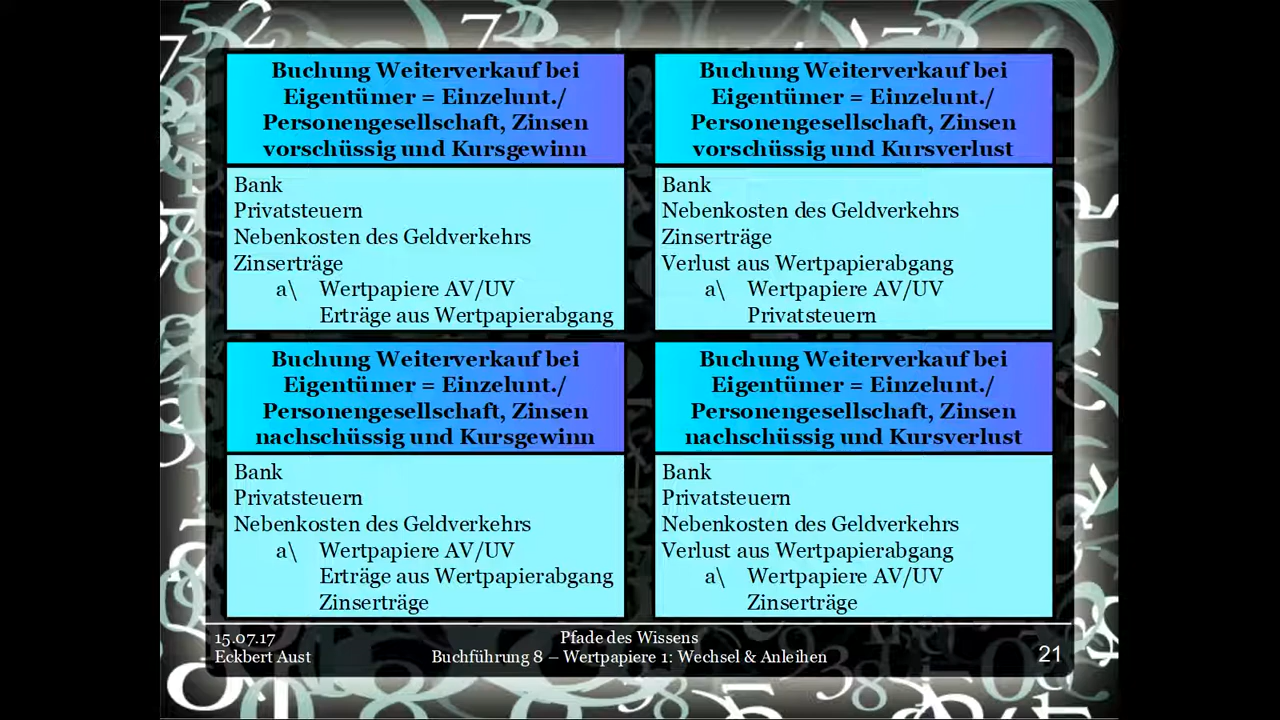 Buchung Weiterverkauf bei
Eigentümer = Einzelunt./
Personengesellschaft, Zinsen
vorschüssig und Kursgewinn
Bank
Privatsteuern
Nebenkosten des Geldverkehrs
Zinserträge
a\ Wertpapiere AV/UV
Erträge aus Wertpapierabgang
Buchung Weiterverkauf bei
Eigentümer = Einzelunt./
Personengesellschaft, Zinsen
vorschüssig und Kursverlust
Bank
Nebenkosten des Geldverkehrs
Zinserträge
Verlust aus Wertpapierabgang
a\ Wertpapiere AV/UV
Privatsteuern
Buchung Weiterverkauf bei
Eigentümer = Einzelunt./
Personengesellschaft, Zinsen
nachschüssig und Kursgewinn
Bank
Privatsteuern
Nebenkosten des Geldverkehrs
a\ Wertpapiere AV/UV
Erträge aus Wertpapierabgang
Zinserträge
Buchung Weiterverkauf bei
Eigentümer = Einzelunt./
Personengesellschaft, Zinsen
nachschüssig und Kursverlust
Bank
Privatsteuern
Nebenkosten des Geldverkehrs
Verlust aus Wertpapierabgang
a\ Wertpapiere AV/UV
Zinserträge
15.07.17
Eckbert Aust
Pfade des Wissens
Buchführung 8 – Wertpapiere 1: Wechsel & Anleihen
21